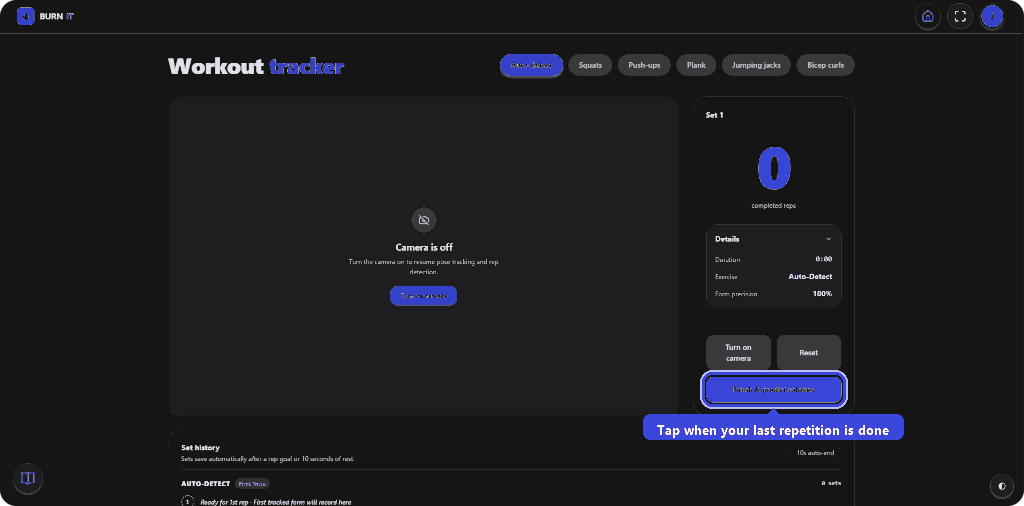 BURN IT
Workout tracker
Squats
Push-ups
Plank
Jumping jacks
Bicep curls
Set 1
0
completed reps
Camera is off
Turn the camera on to resume pose tracking and rep
detection.
Turn on camera
Details
Duration 0:00
Exercise Auto-Detect
Form precision 100%
Turn on
camera
Reset
Tap when your last repetition is done
Set history
Sets save automatically after a rep goal or 10 seconds of rest.
10s auto-end
AUTO-DETECT
0 sets
1 Ready for 1st rep - First tracked form will record here